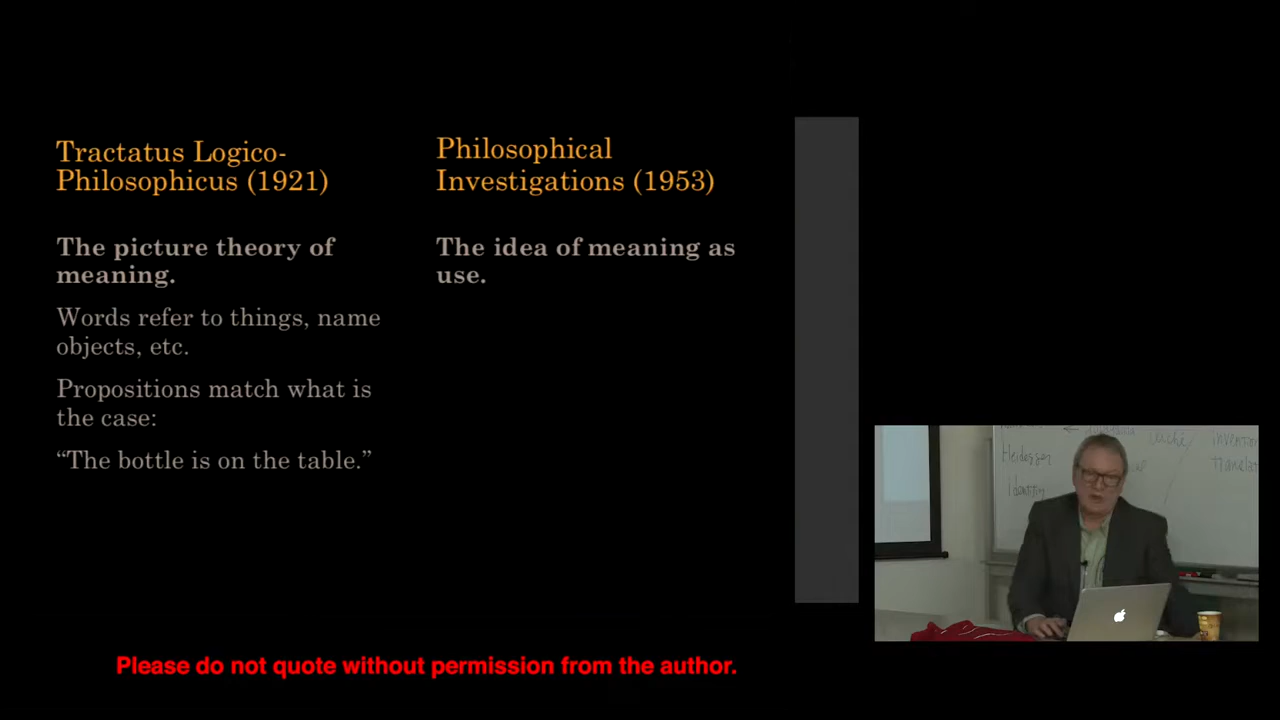 Tractatus Logico-
Philosophicus (1921)
The picture theory of
meaning.
Words refer to things, name
objects, etc.
Propositions match what is
the case:
“The bottle is on the table.”
Philosophical
Investigations (1953)
The idea of meaning as
use.
Heidegger
identity
Please do not quote without permission from the author.